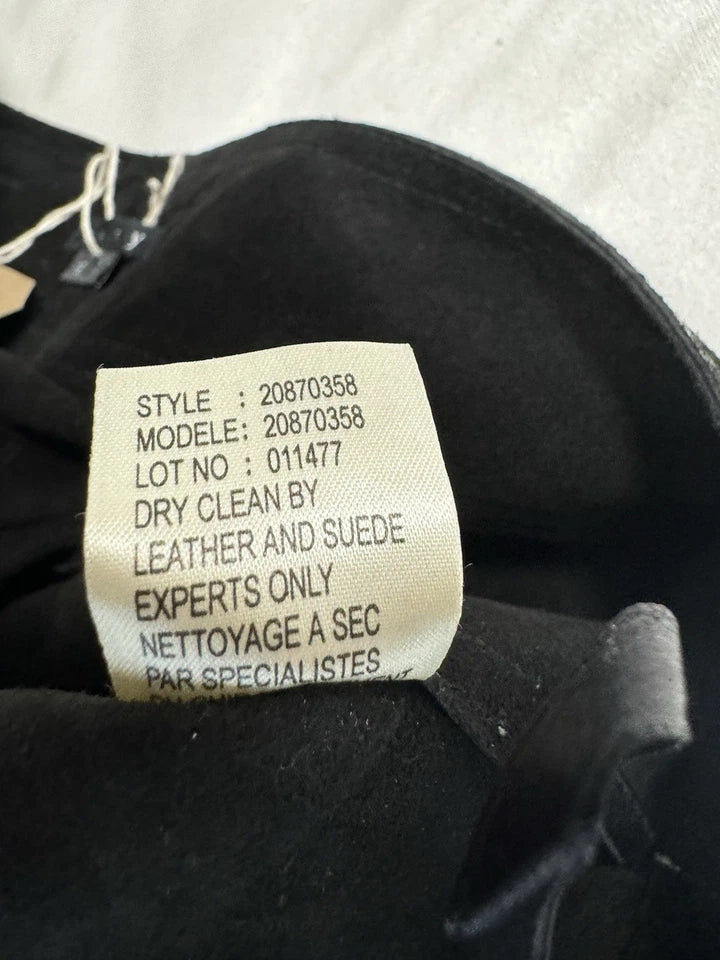 STYLE : 20870358
MODELE: 20870358
LOT NO : 011477
DRY CLEAN BY
LEATHER AND SUEDE
EXPERTS ONLY
NETTOYAGE A SEC
PAR SPECIALISTES